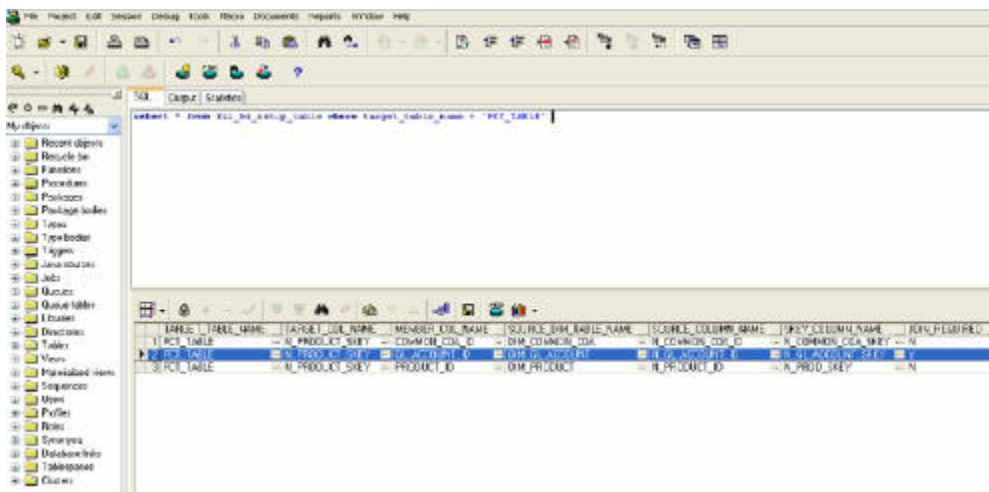 File Project Edit Session Debug Tools Macro Documents Reports Window Help
SQL Output Statistics
select * from where target_table_name = 'FCT_TABLE'
My objects
Recent objects
Recycle bin
Functions
Procedures
Packages
Package bodies
Types
Type bodies
Triggers
Java sources
Jobs
Queues
Queue tables
Libraries
Directories
Tables
Views
Materialized views
Sequences
Users
Profiles
Roles
Synonyms
Database links
Tablespaces
Clusters
TARGET_TABLE_NAME TARGET_COL_NAME MEMBER_COL_NAME SOURCE_DIM_TABLE_NAME SOURCE_COLUMN_NAME SKEY_COLUMN_NAME JOIN_REQUIRED
1 FCT_TABLE N_PRODUCT_SKEY COMMON_COA_ID DIM_COMMON_COA N_COMMON_COA_ID N_COMMON_COA_SKEY N
2 FCT_TABLE N_PRODUCT_SKEY GL_ACCOUNT_ID DIM_GL_ACCOUNT N_GL_ACCOUNT_ID N_GL_ACCOUNT_SKEY Y
3 FCT_TABLE N_PRODUCT_SKEY PRODUCT_ID DIM_PRODUCT N_PRODUCT_ID N_PROD_SKEY N